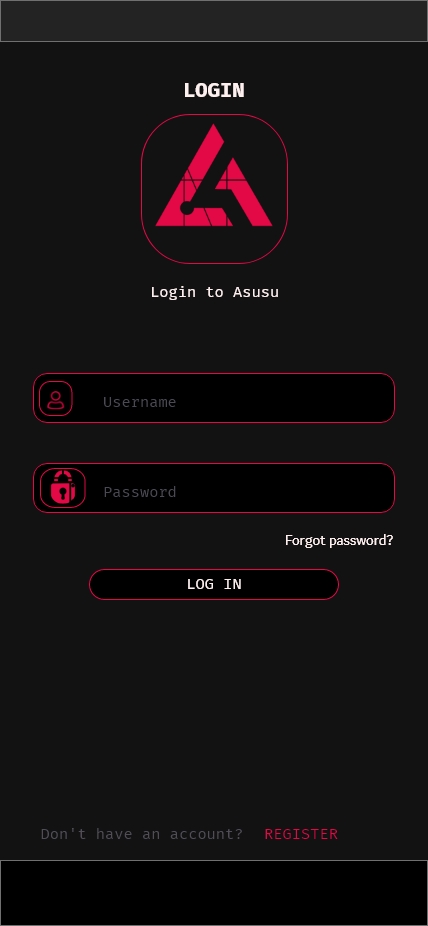 LOGIN
Login to Asusu
Username
Password
Forgot password?
LOG IN
Don't have an account? REGISTER